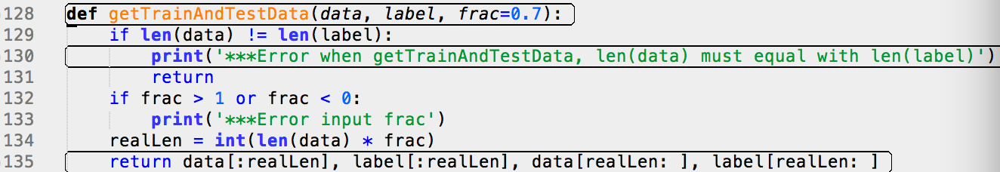 128 def getTrainAndTestData(data, label, frac=0.7):
129     if len(data) != len(label):
130         print('***Error when getTrainAndTestData, len(data) must equal with len(label)')
131         return
132     if frac > 1 or frac < 0:
133         print('***Error input frac')
134     realLen = int(len(data) * frac)
135     return data[:realLen], label[:realLen], data[realLen: ], label[realLen: ]